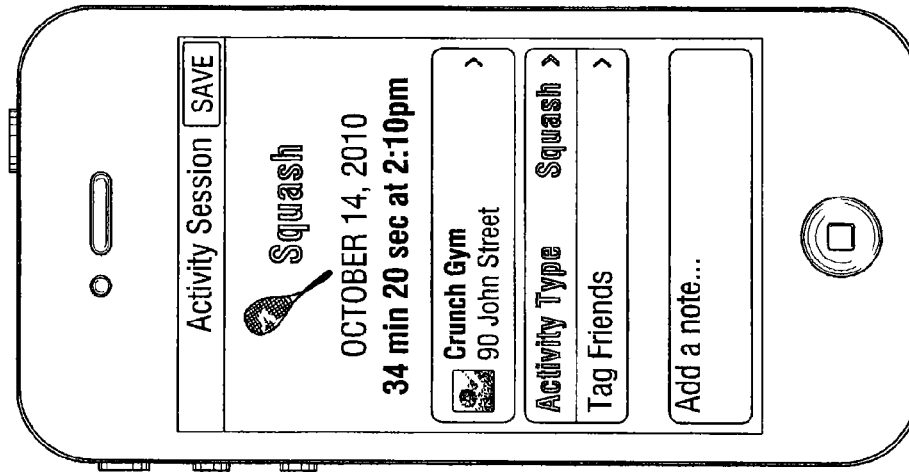 Activity Session SAVE
Squash
OCTOBER 14, 2010
34 min 20 sec at 2:10pm
Crunch Gym
90 John Street
Activity Type Squash
Tag Friends
Add a note...